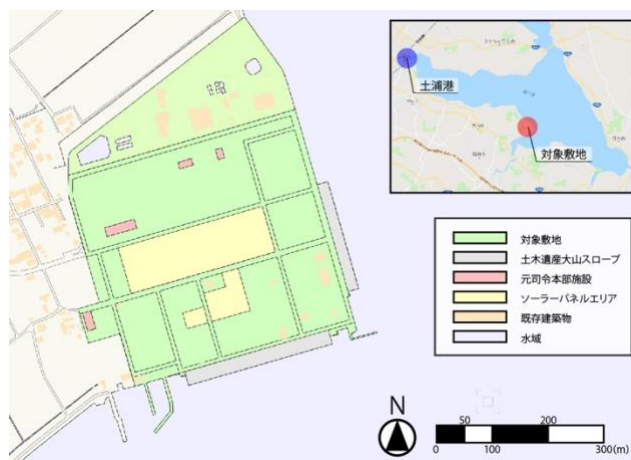 土浦港
対象敷地
対象敷地
土木遺産大山スロープ
元司令本部施設
ソーラーパネルエリア
既存建築物
水域
N
50 200
0 100 300(m)